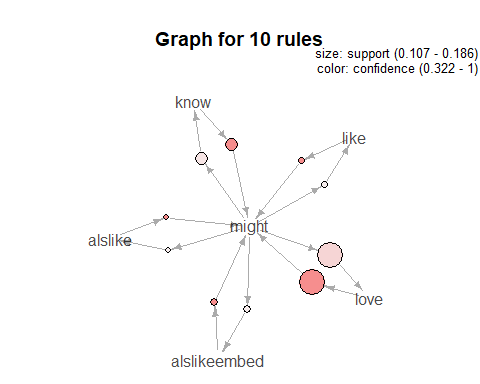 Graph for 10 rules
size: support (0.107 - 0.186)
color: confidence (0.322 - 1)
know
like
might
alslike
love
alslikeembed